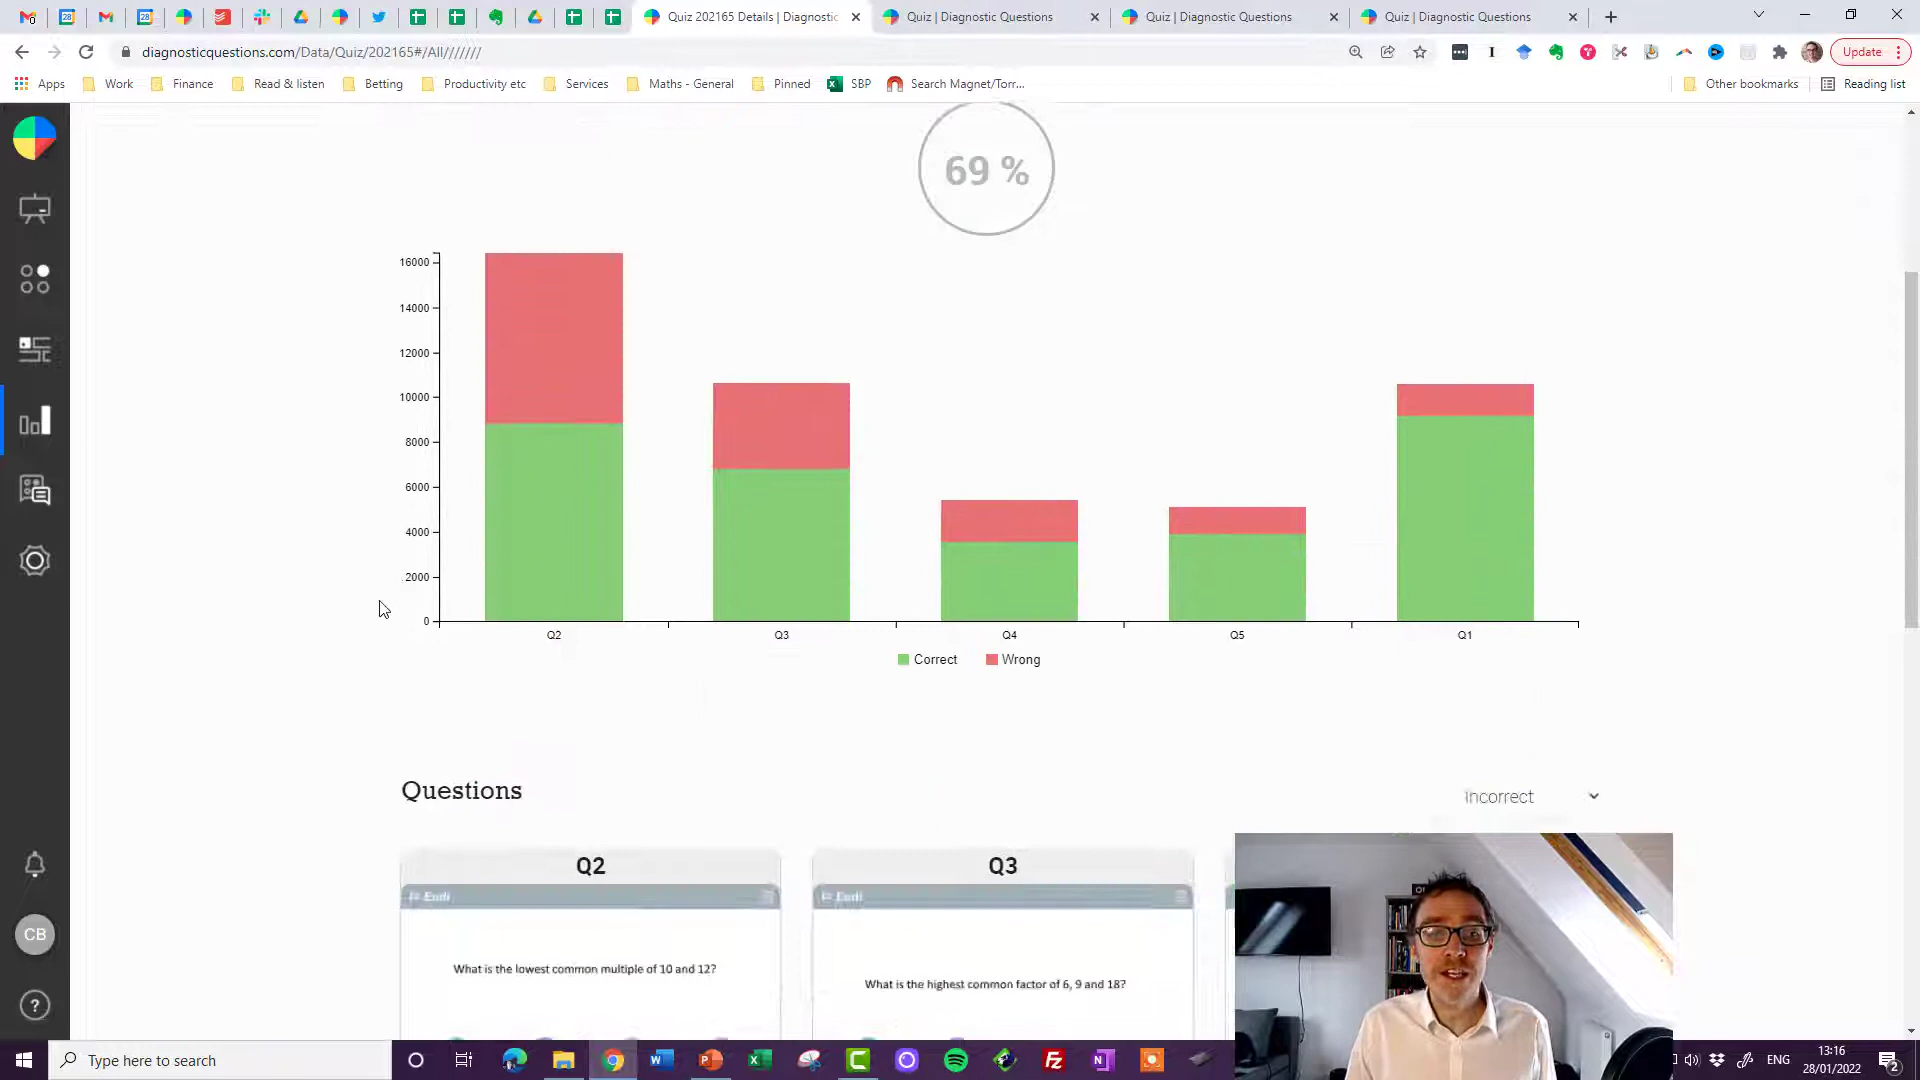 Quiz 202165 Details | Diagnostic
Quiz | Diagnostic Questions
Quiz | Diagnostic Questions
Quiz | Diagnostic Questions
diagnosticquestions.com/Data/Quiz/202165#/All///////
Update
Apps
Work
Finance
Read & listen
Betting
Productivity etc
Services
Maths - General
Pinned
SBP
Search Magnet/Torr...
Other bookmarks
Reading list
69 %
16000
14000
12000
10000
8000
6000
4000
2000
0
Q2
Q3
Q4
Q5
Q1
Correct
Wrong
Questions
Incorrect
Q2
Q3
Eedi
Eedi
What is the lowest common multiple of 10 and 12?
What is the highest common factor of 6, 9 and 18?
CB
?
Type here to search
ENG
13:16
28/01/2022
2